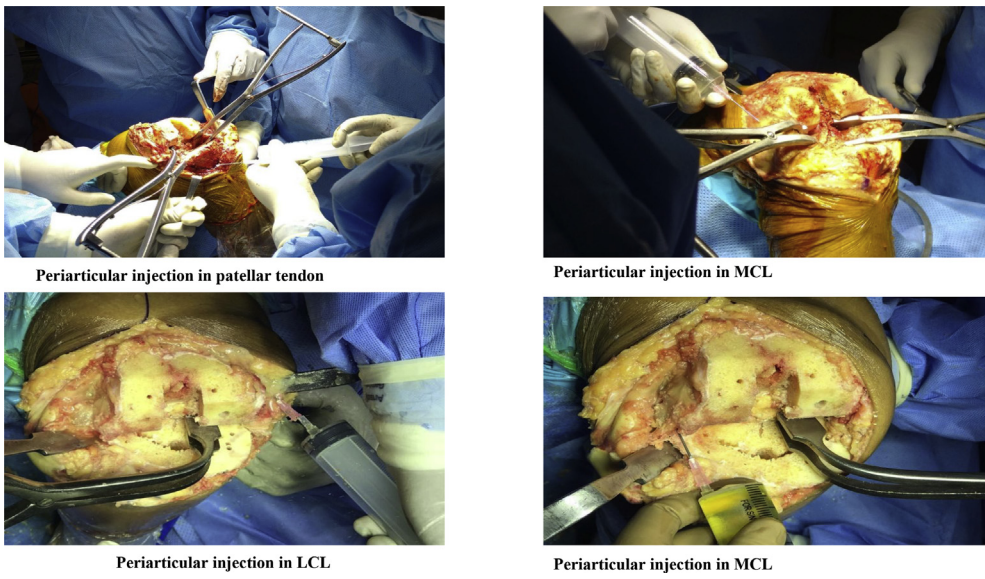 Periarticular injection in patellar tendon
Periarticular injection in MCL
Periarticular injection in LCL
Periarticular injection in MCL